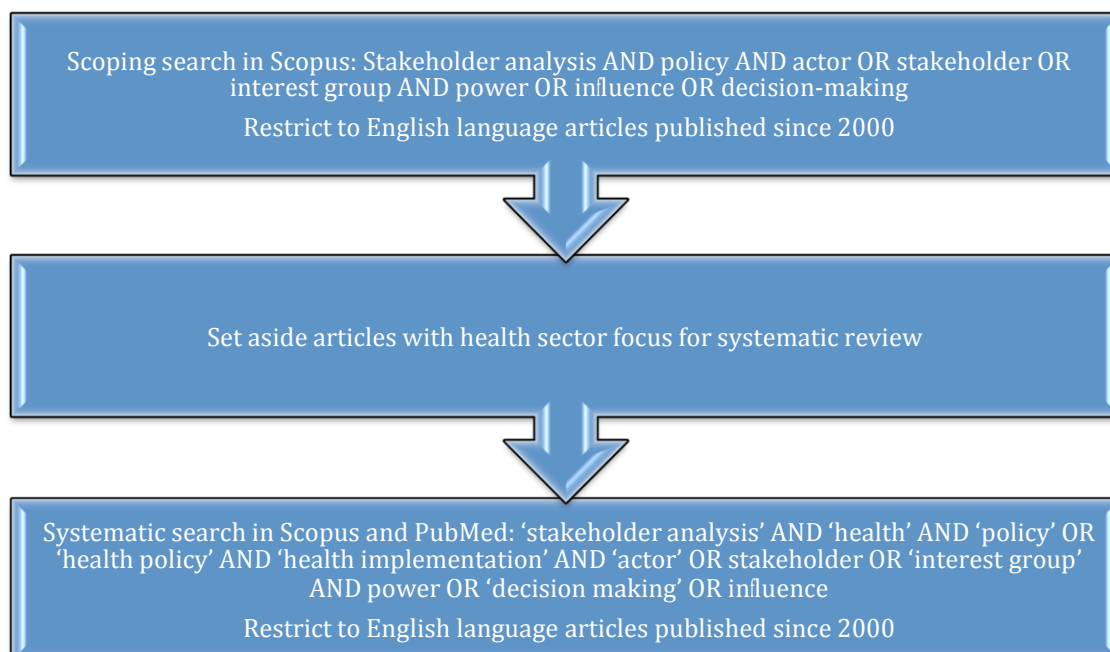 Scoping search in Scopus: Stakeholder analysis AND policy AND actor OR stakeholder OR
interest group AND power OR influence OR decision-making
Restrict to English language articles published since 2000
Set aside articles with health sector focus for systematic review
Systematic search in Scopus and PubMed: ‘stakeholder analysis’ AND ‘health’ AND ‘policy’ OR
‘health policy’ AND ‘health implementation’ AND ‘actor’ OR stakeholder OR ‘interest group’
AND power OR ‘decision making’ OR influence
Restrict to English language articles published since 2000